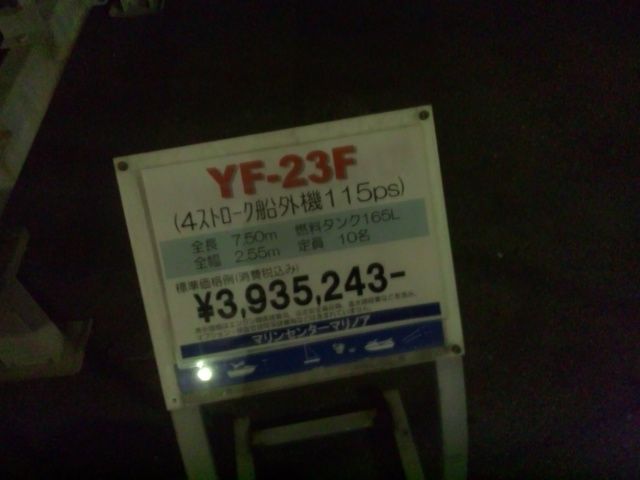 YF-23F
(4ストローク船外機115ps)
全長 7.50m 燃料タンク165L
全幅 2.55m 定員 10名
標準価格例(消費税込み)
¥3,935,243-
マリンセンターマリノア